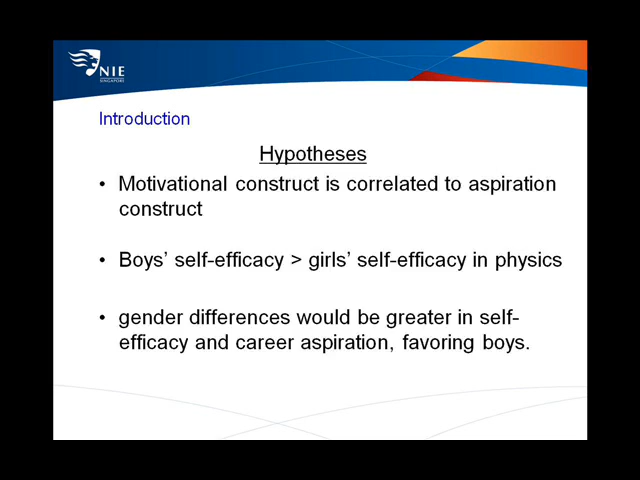 NIE
SINGAPORE
Introduction
Hypotheses
• Motivational construct is correlated to aspiration
construct
• Boys’ self-efficacy > girls’ self-efficacy in physics
• gender differences would be greater in self-
efficacy and career aspiration, favoring boys.